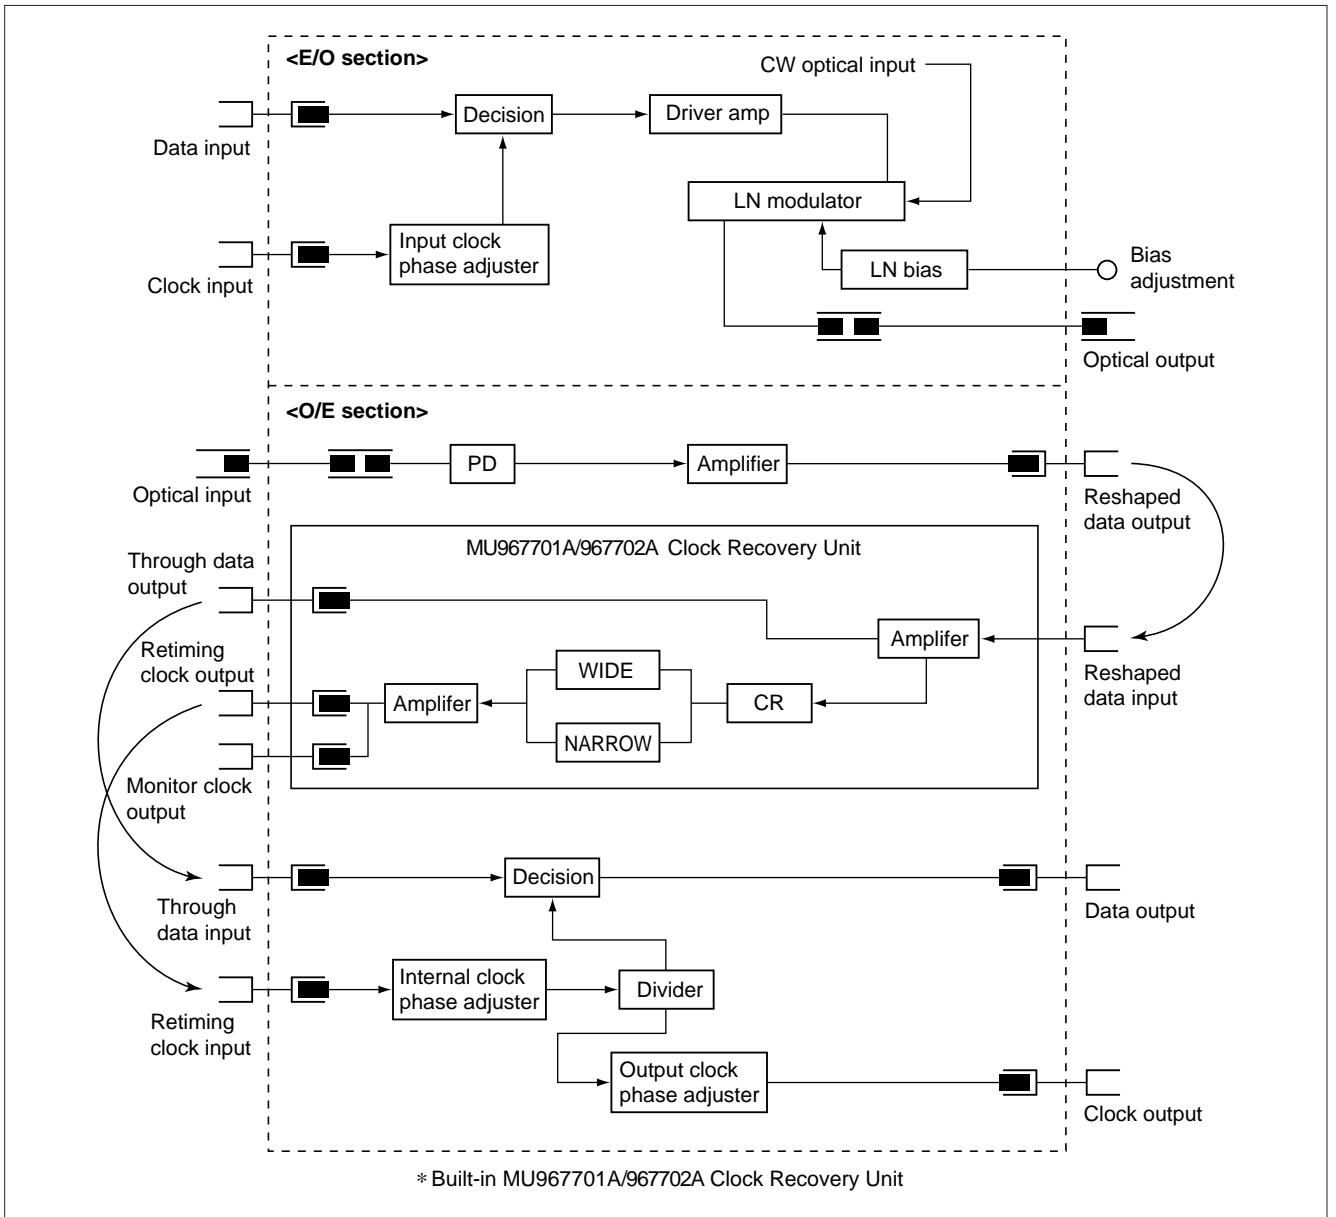 <E/O section>
CW optical input
Data input
Decision
Driver amp
LN modulator
Clock input
Input clock
phase adjuster
LN bias
Bias
adjustment
Optical output
<O/E section>
Optical input
PD
Amplifier
Reshaped
data output
MU967701A/967702A Clock Recovery Unit
Through data
output
Amplifer
Reshaped
data input
Retiming
clock output
WIDE
Amplifer
CR
NARROW
Monitor clock
output
Through
data input
Decision
Data output
Internal clock
phase adjuster
Divider
Retiming
clock input
Output clock
phase adjuster
Clock output
* Built-in MU967701A/967702A Clock Recovery Unit